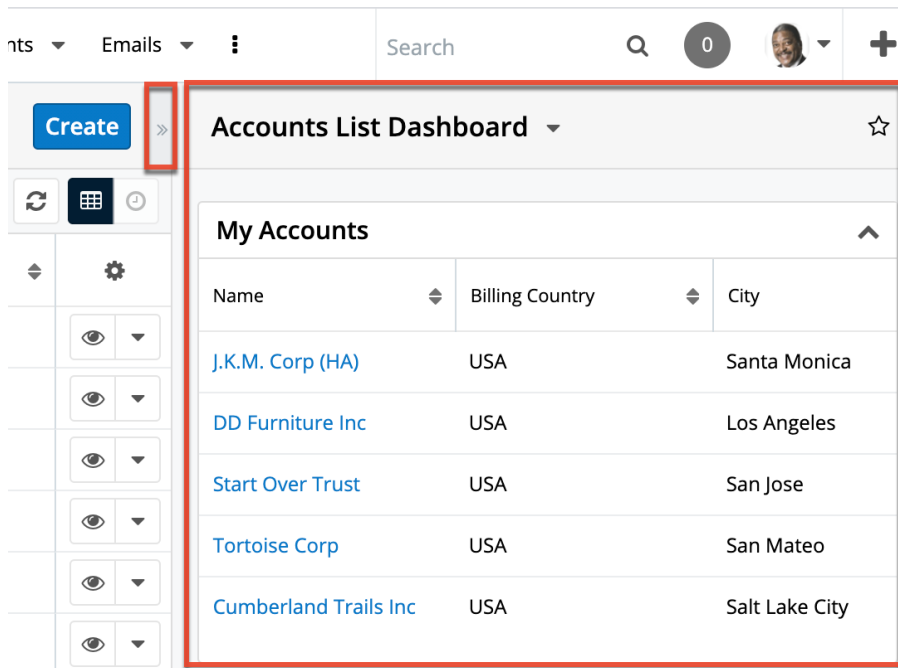 Emails
Search
0
Create
»
Accounts List Dashboard
My Accounts
Name Billing Country City
J.K.M. Corp (HA) USA Santa Monica
DD Furniture Inc USA Los Angeles
Start Over Trust USA San Jose
Tortoise Corp USA San Mateo
Cumberland Trails Inc USA Salt Lake City